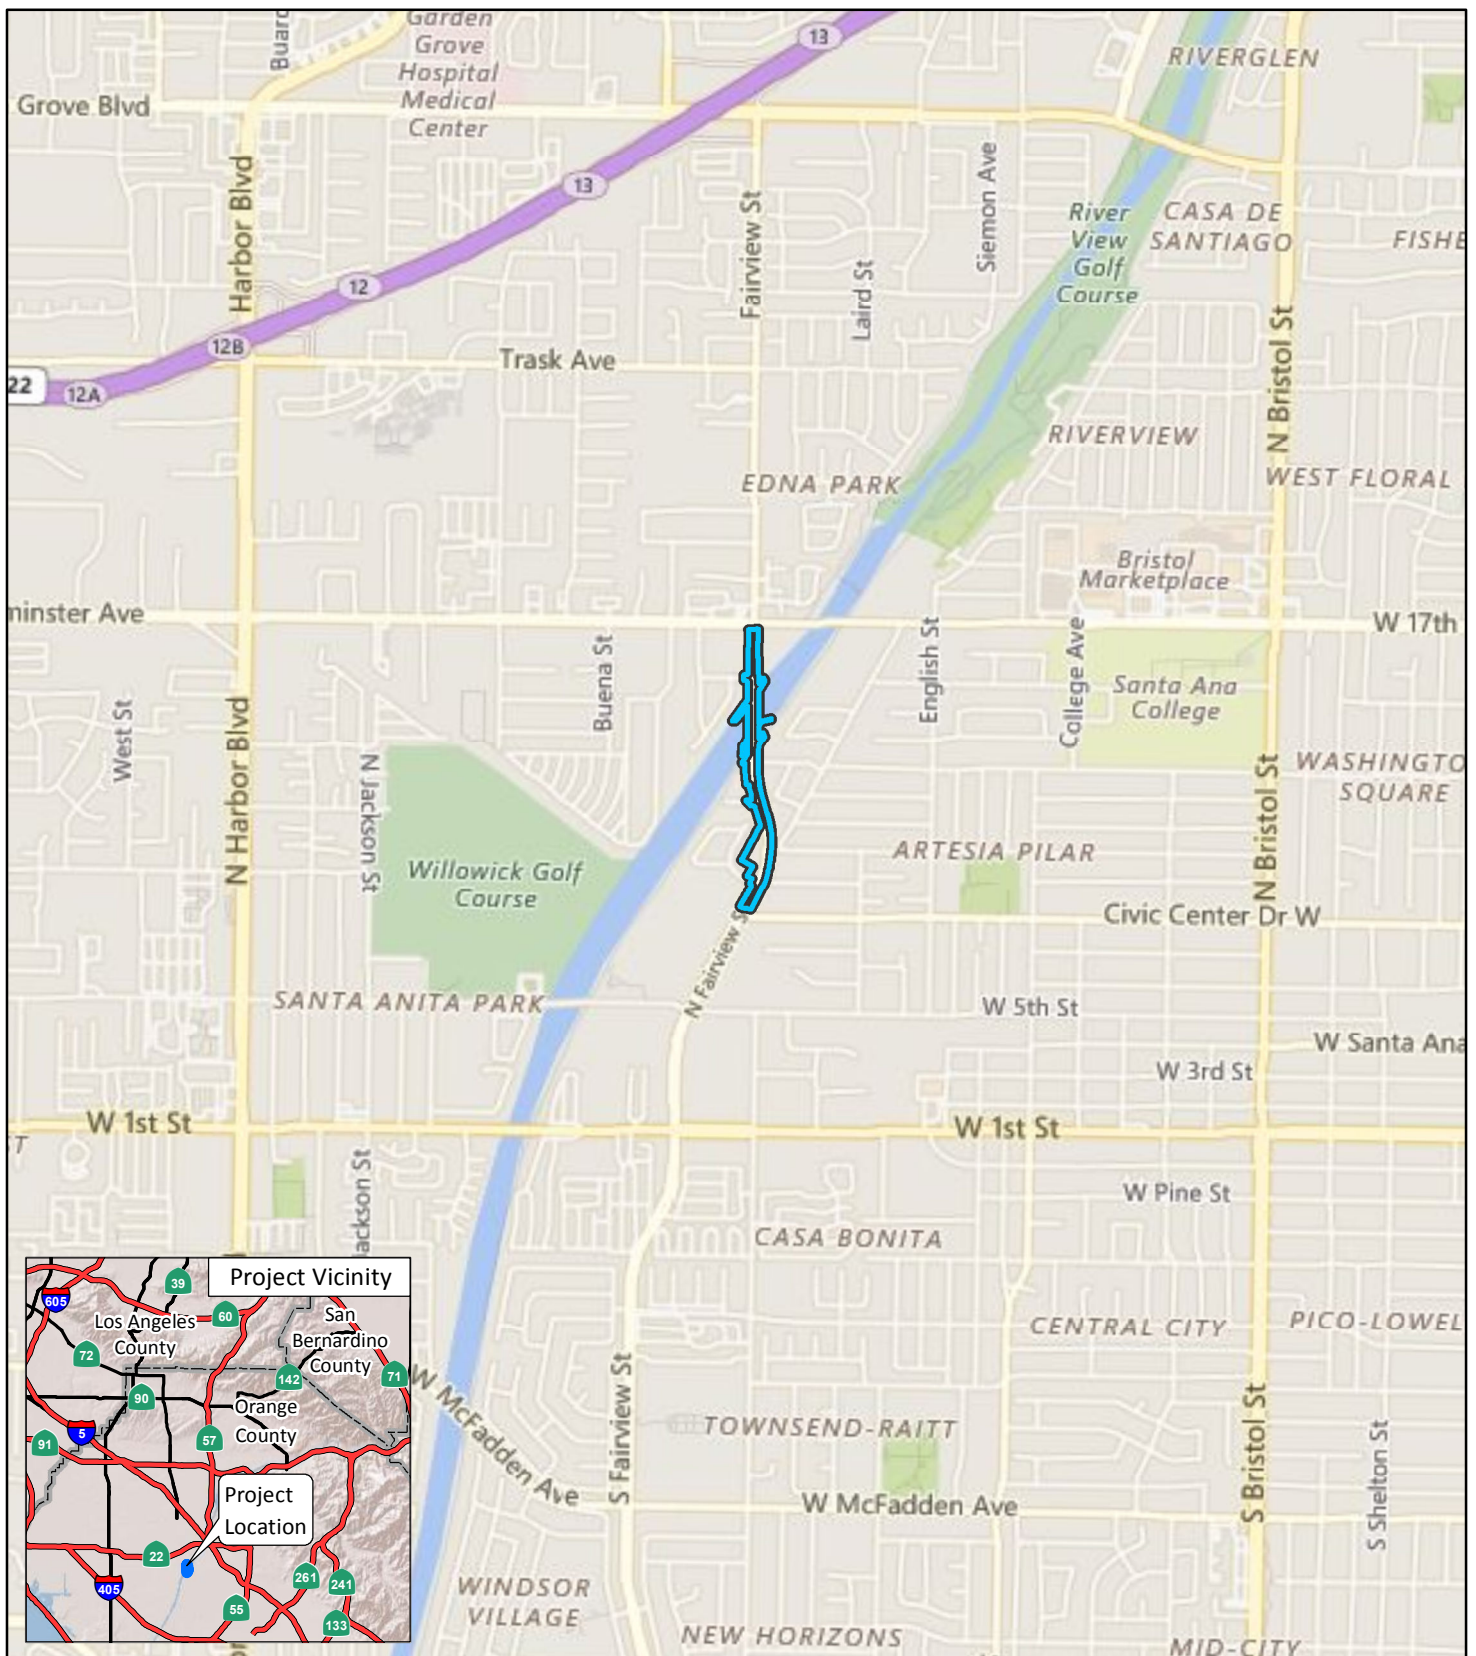 Garden
Grove
Hospital
Medical
Center
13
RIVERGLEN
Grove Blvd
Harbor Blvd
13
Fairview St
Siemon Ave
River
View
Golf
Course
CASA DE
SANTIAGO
FISHE
Laird St
12
12B
22
12A
Trask Ave
N Bristol St
RIVERVIEW
EDNA PARK
WEST FLORAL
Bristol
Marketplace
minster Ave
W 17th
Buena St
English St
College Ave
Santa Ana
College
West St
N Harbor Blvd
N Jackson St
WASHINGTO
SQUARE
N Bristol St
Willowick Golf
Course
ARTESIA PILAR
Civic Center Dr W
N Fairview S
SANTA ANITA PARK
W 5th St
W Santa Ana
W 3rd St
W 1st St
W 1st St
ST
Jackson St
W Pine St
CASA BONITA
Project Vicinity
39
605
60
Los Angeles
County
San
Bernardino
County
72
142
71
90
Orange
County
5
91
57
Project
Location
22
405
261
241
55
133
CENTRAL CITY
PICO-LOWEL
W McFadden Ave
S Fairview St
TOWNSEND-RAITT
S Bristol St
S Shelton St
W McFadden Ave
WINDSOR
VILLAGE
NEW HORIZONS
MID-CITY